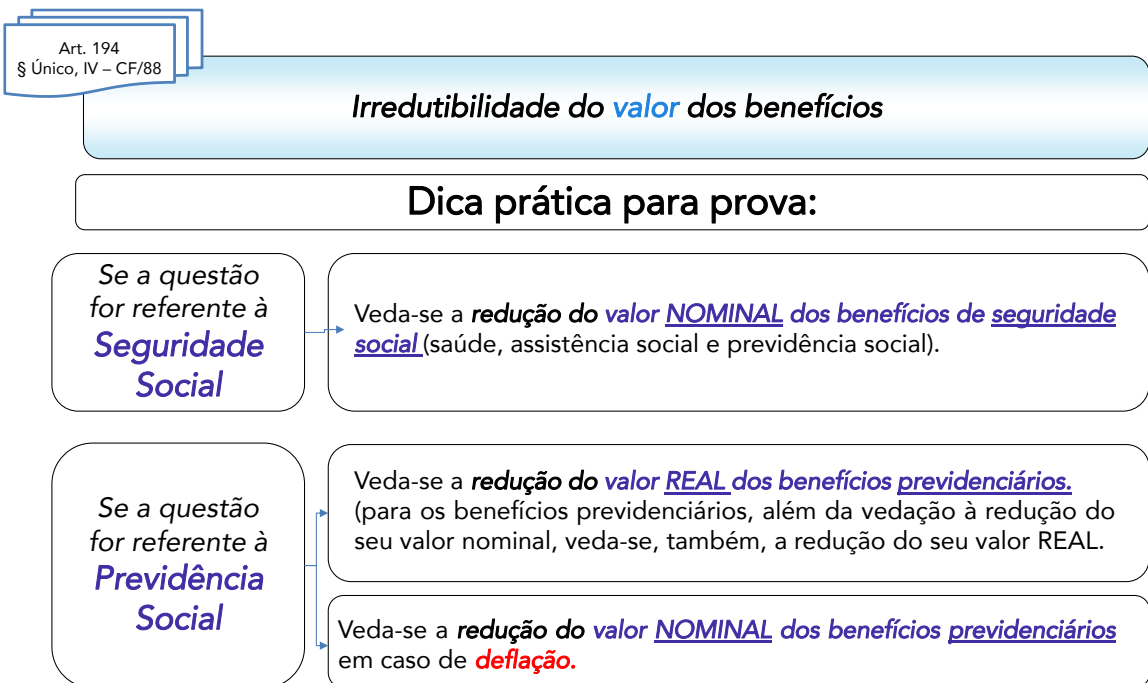 Art. 194
§ Único, IV – CF/88
Irredutibilidade do valor dos benefícios
Dica prática para prova:
Se a questão
for referente à
Seguridade
Social
Veda-se a redução do valor NOMINAL dos benefícios de seguridade
social (saúde, assistência social e previdência social).
Se a questão
for referente à
Previdência
Social
Veda-se a redução do valor REAL dos benefícios previdenciários.
(para os benefícios previdenciários, além da vedação à redução do
seu valor nominal, veda-se, também, a redução do seu valor REAL.
Veda-se a redução do valor NOMINAL dos benefícios previdenciários
em caso de deflação.